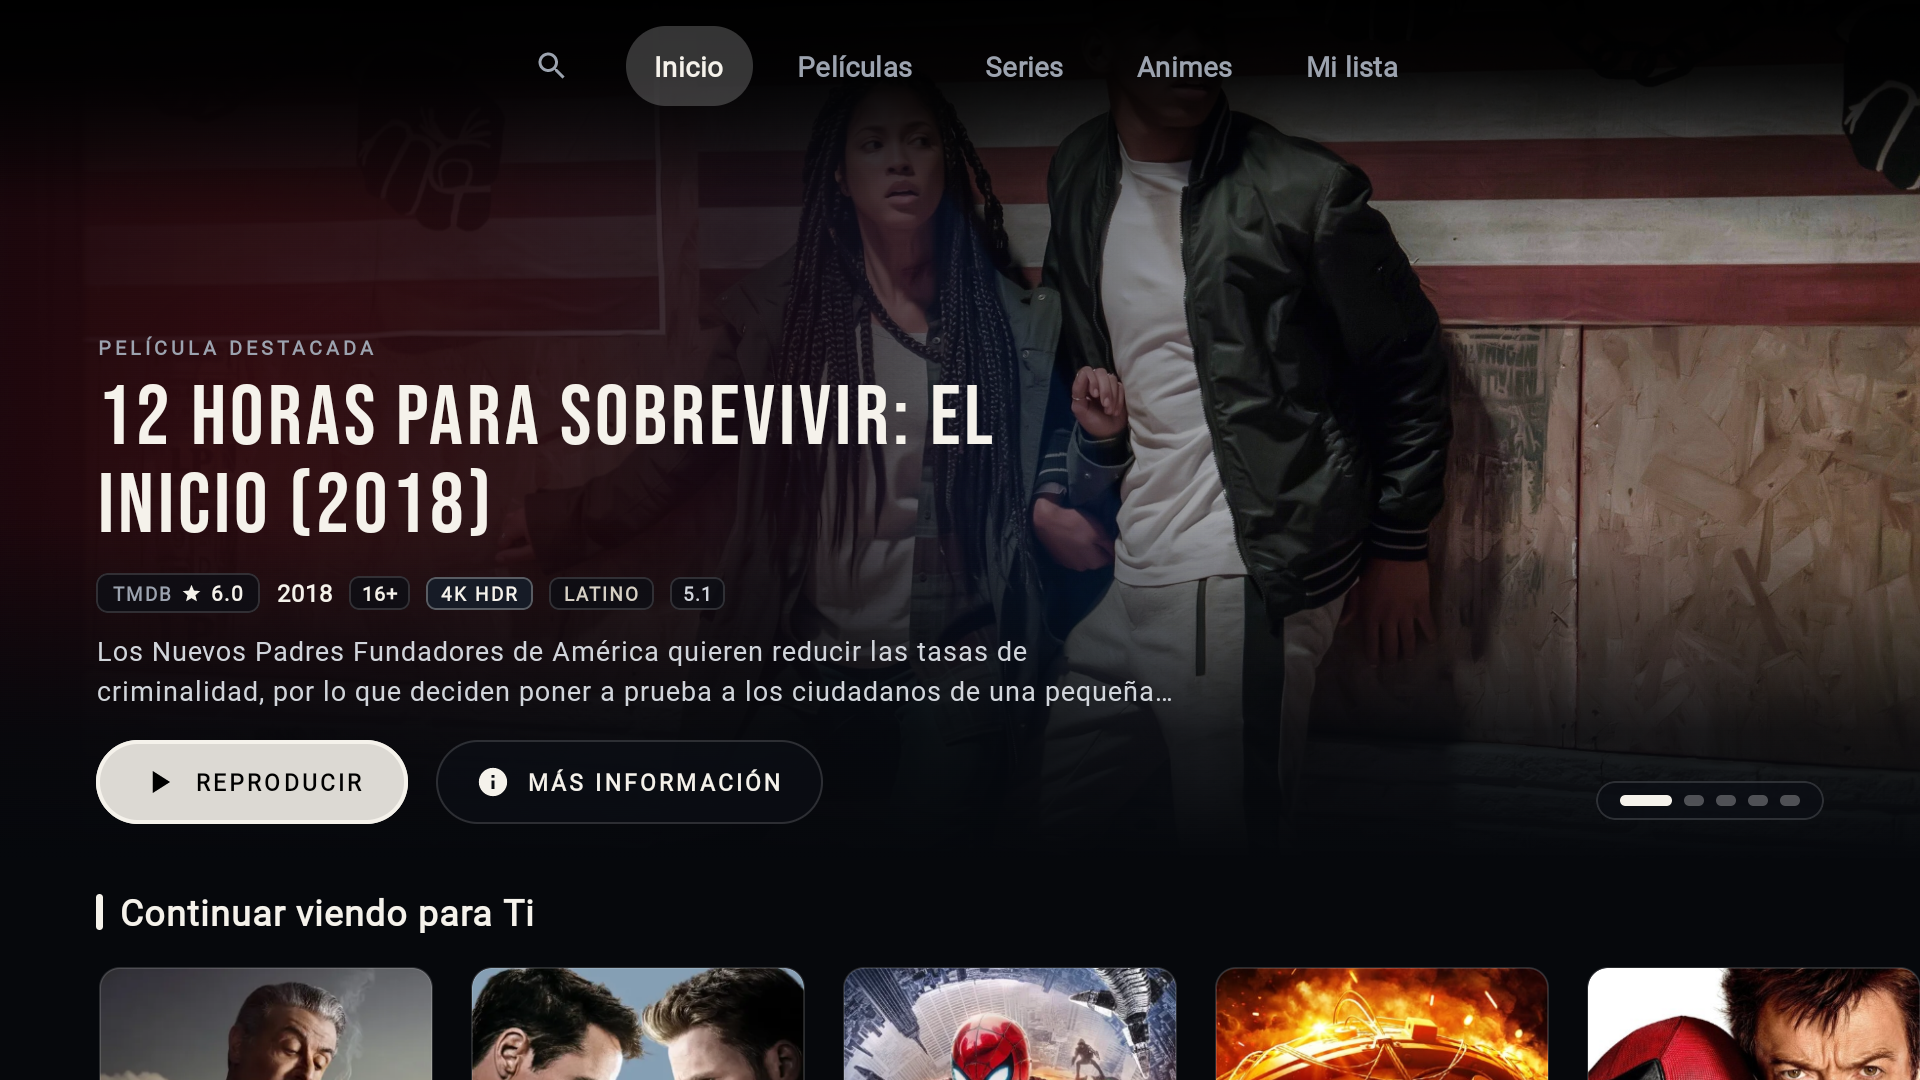 Inicio
Películas
Series
Animes
Mi lista
PELÍCULA DESTACADA
12 HORAS PARA SOBREVIVIR: EL
INICIO (2018)
TMDB ★ 6.0 2018 16+ 4K HDR LATINO 5.1
Los Nuevos Padres Fundadores de América quieren reducir las tasas de
criminalidad, por lo que deciden poner a prueba a los ciudadanos de una pequeña…
REPRODUCIR
MÁS INFORMACIÓN
Continuar viendo para Ti